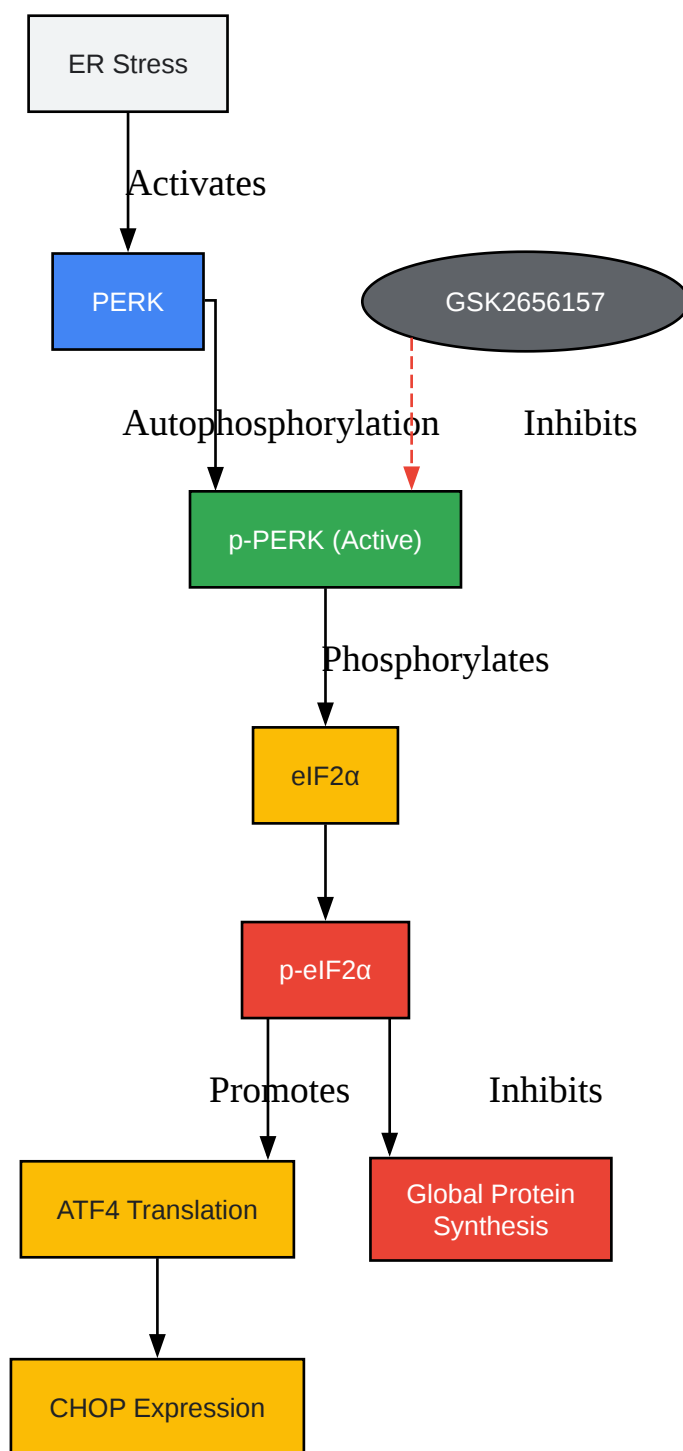 ER Stress
Activates
PERK
GSK2656157
Autophosphorylation
Inhibits
p-PERK (Active)
Phosphorylates
eIF2α
p-eIF2α
Promotes
Inhibits
ATF4 Translation
Global Protein
Synthesis
CHOP Expression